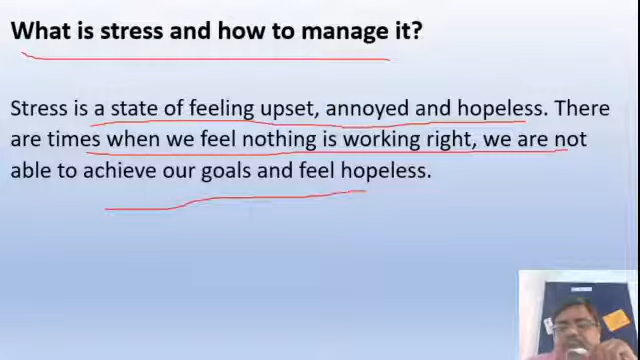 What is stress and how to manage it?
Stress is a state of feeling upset, annoyed and hopeless. There
are times when we feel nothing is working right, we are not
able to achieve our goals and feel hopeless.